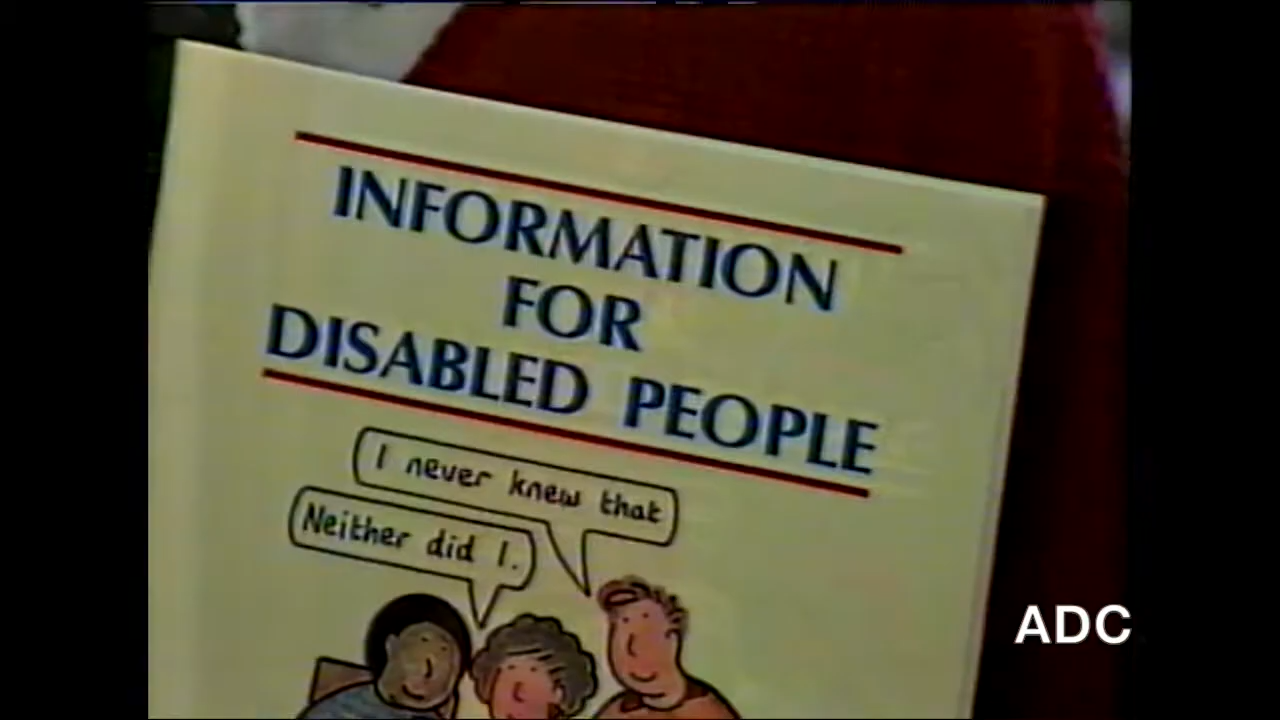 INFORMATION
FOR
DISABLED PEOPLE
I never knew that
Neither did I.
ADC